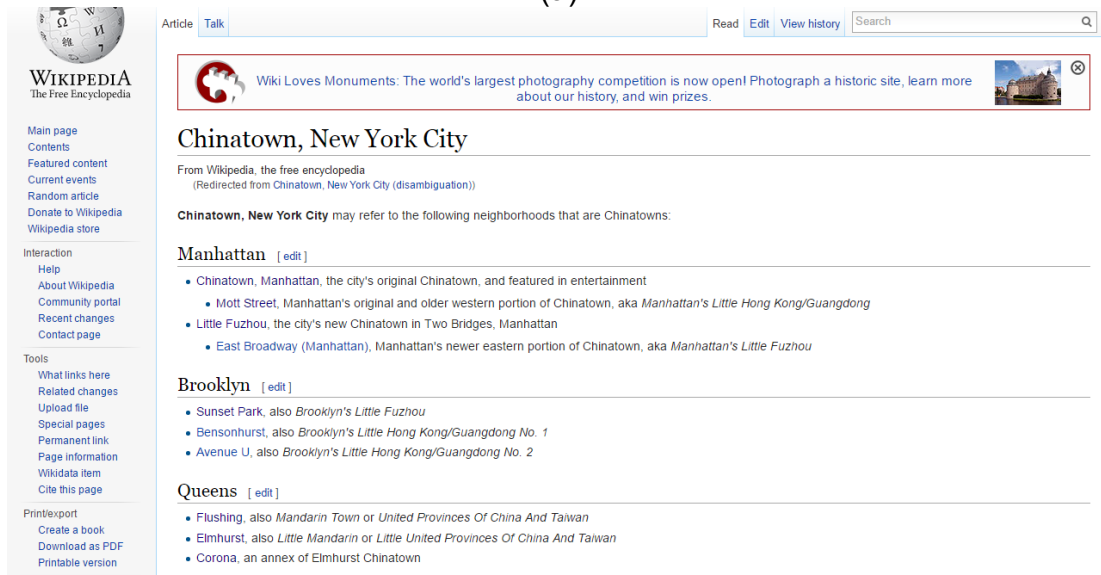 Article Talk Read Edit View history Search
WIKIPEDIA
The Free Encyclopedia
Wiki Loves Monuments: The world's largest photography competition is now open! Photograph a historic site, learn more
about our history, and win prizes.
Main page
Contents
Featured content
Current events
Random article
Donate to Wikipedia
Wikipedia store
Interaction
Help
About Wikipedia
Community portal
Recent changes
Contact page
Tools
What links here
Related changes
Upload file
Special pages
Permanent link
Page information
Wikidata item
Cite this page
Print/export
Create a book
Download as PDF
Printable version
Chinatown, New York City
From Wikipedia, the free encyclopedia
(Redirected from Chinatown, New York City (disambiguation))
Chinatown, New York City may refer to the following neighborhoods that are Chinatowns:
Manhattan [ edit ]
• Chinatown, Manhattan, the city's original Chinatown, and featured in entertainment
• Mott Street, Manhattan's original and older western portion of Chinatown, aka Manhattan's Little Hong Kong/Guangdong
• Little Fuzhou, the city's new Chinatown in Two Bridges, Manhattan
• East Broadway (Manhattan), Manhattan's newer eastern portion of Chinatown, aka Manhattan's Little Fuzhou
Brooklyn [ edit ]
• Sunset Park, also Brooklyn's Little Fuzhou
• Bensonhurst, also Brooklyn's Little Hong Kong/Guangdong No. 1
• Avenue U, also Brooklyn's Little Hong Kong/Guangdong No. 2
Queens [ edit ]
• Flushing, also Mandarin Town or United Provinces Of China And Taiwan
• Elmhurst, also Little Mandarin or Little United Provinces Of China And Taiwan
• Corona, an annex of Elmhurst Chinatown